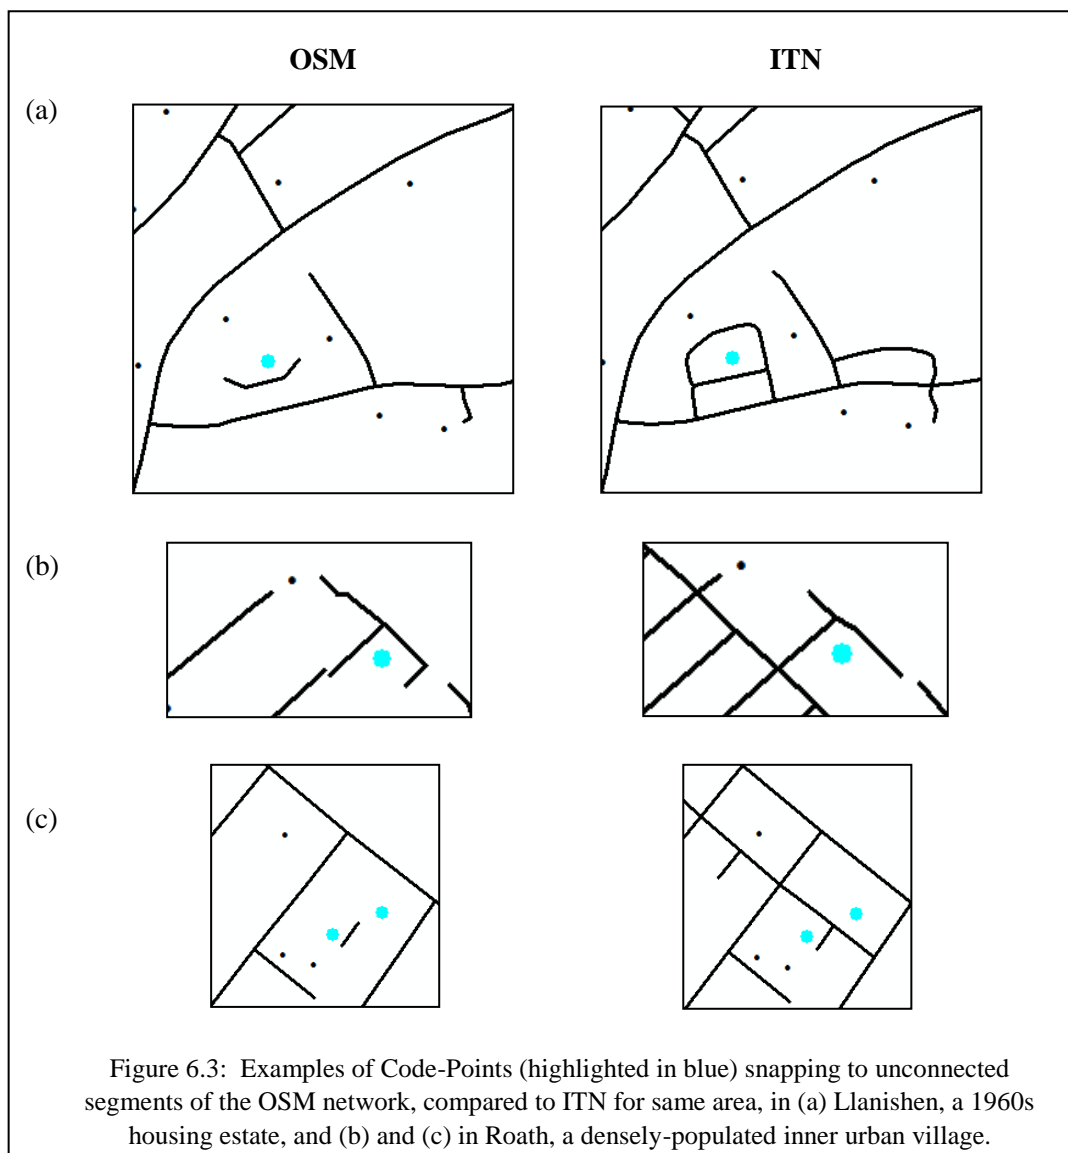 OSM ITN
(a)
(b)
(c)
Figure 6.3: Examples of Code-Points (highlighted in blue) snapping to unconnected
segments of the OSM network, compared to ITN for same area, in (a) Llanishen, a 1960s
housing estate, and (b) and (c) in Roath, a densely-populated inner urban village.